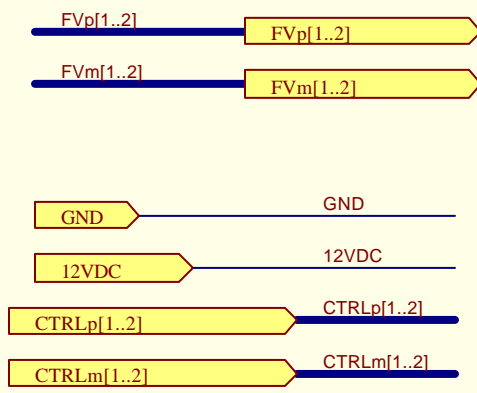 FVp[1..2] FVp[1..2]
FVm[1..2] FVm[1..2]
GND GND
12VDC 12VDC
CTRLp[1..2] CTRLp[1..2]
CTRLm[1..2] CTRLm[1..2]